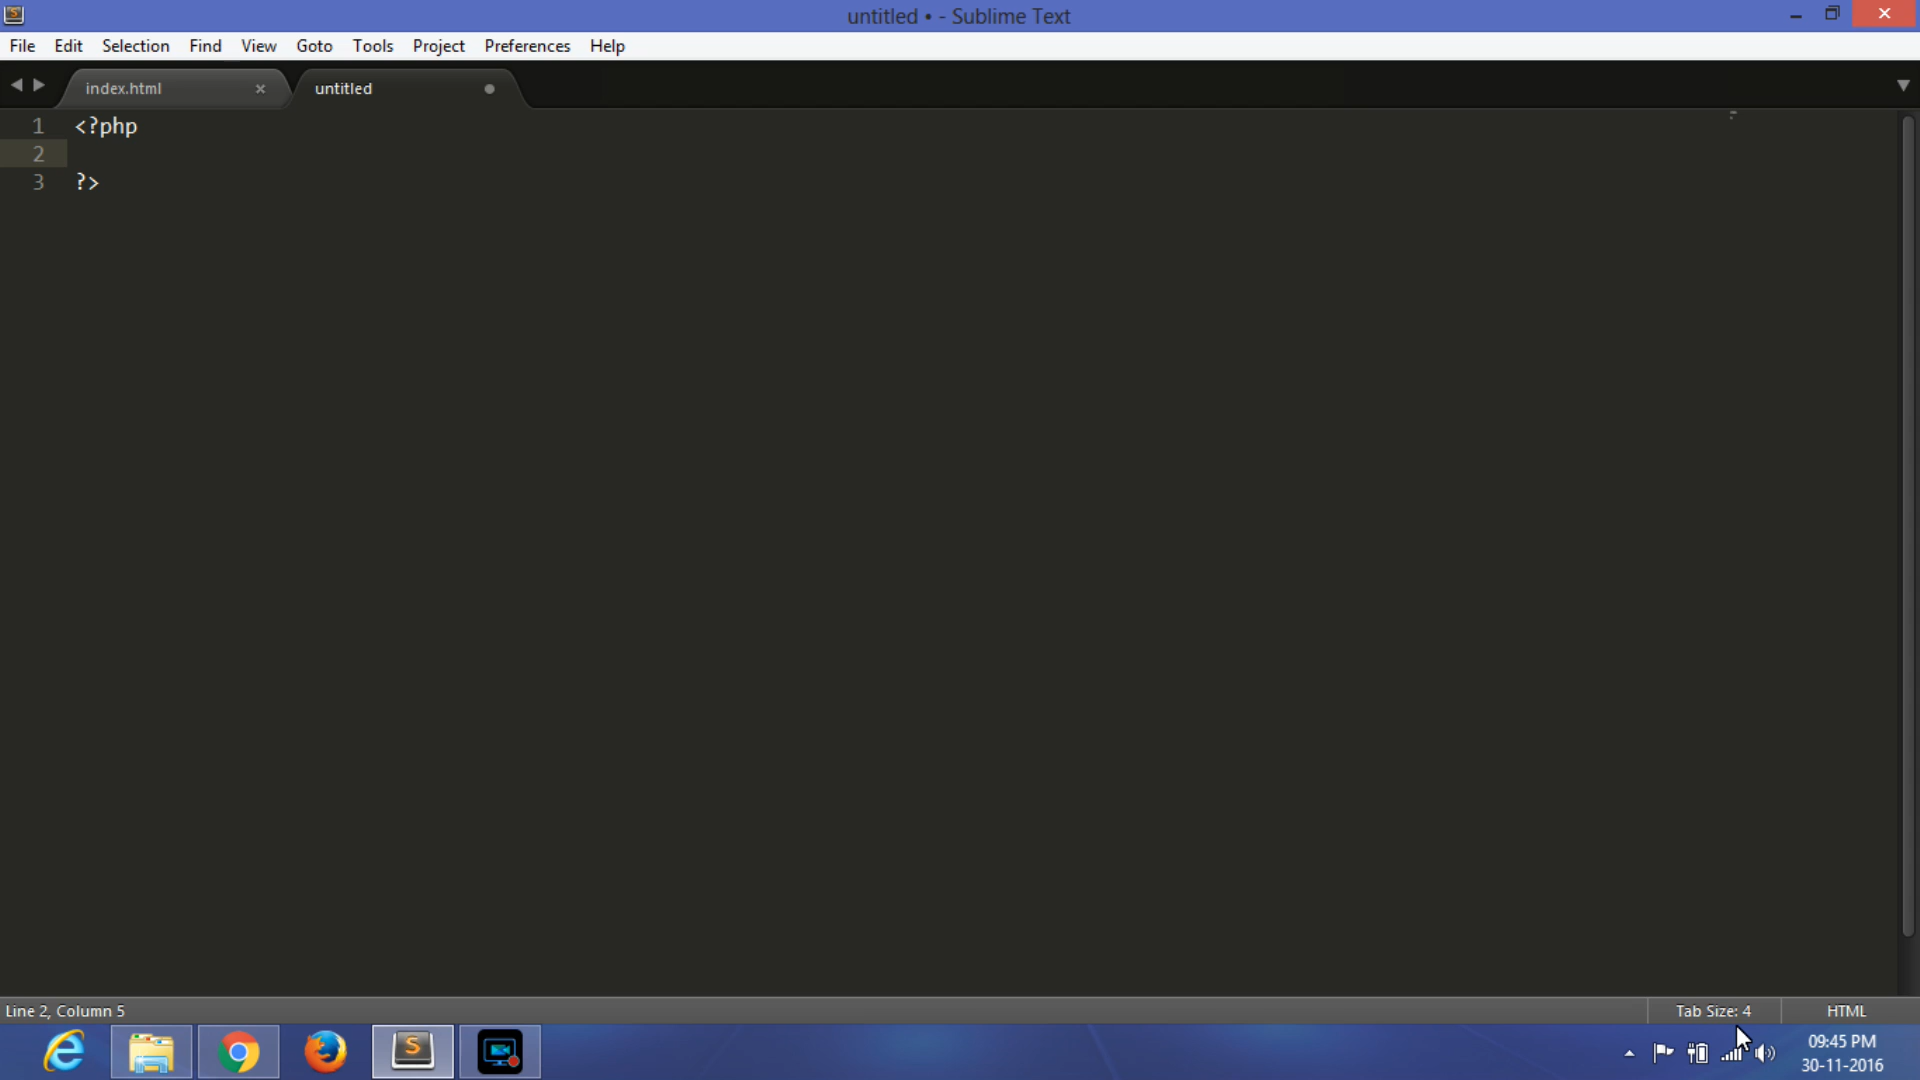 untitled • - Sublime Text
File Edit Selection Find View Goto Tools Project Preferences Help
index.html untitled
1 <?php
2
3 ?>
Line 2, Column 5 Tab Size: 4 HTML
09:45 PM
30-11-2016